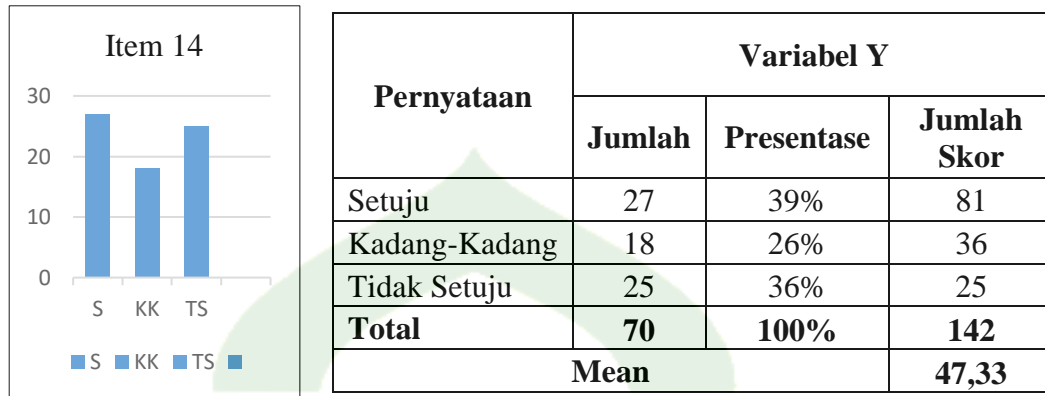 Item 14
30
20
10
0
S KK TS
S KK TS
Pernyataan
Variabel Y
Jumlah Presentase Jumlah Skor
Setuju 27 39% 81
Kadang-Kadang 18 26% 36
Tidak Setuju 25 36% 25
Total 70 100% 142
Mean 47,33